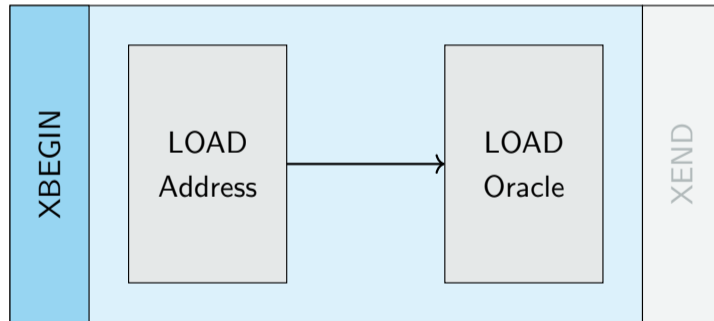 XBEGIN
LOAD
Address
LOAD
Oracle
XEND